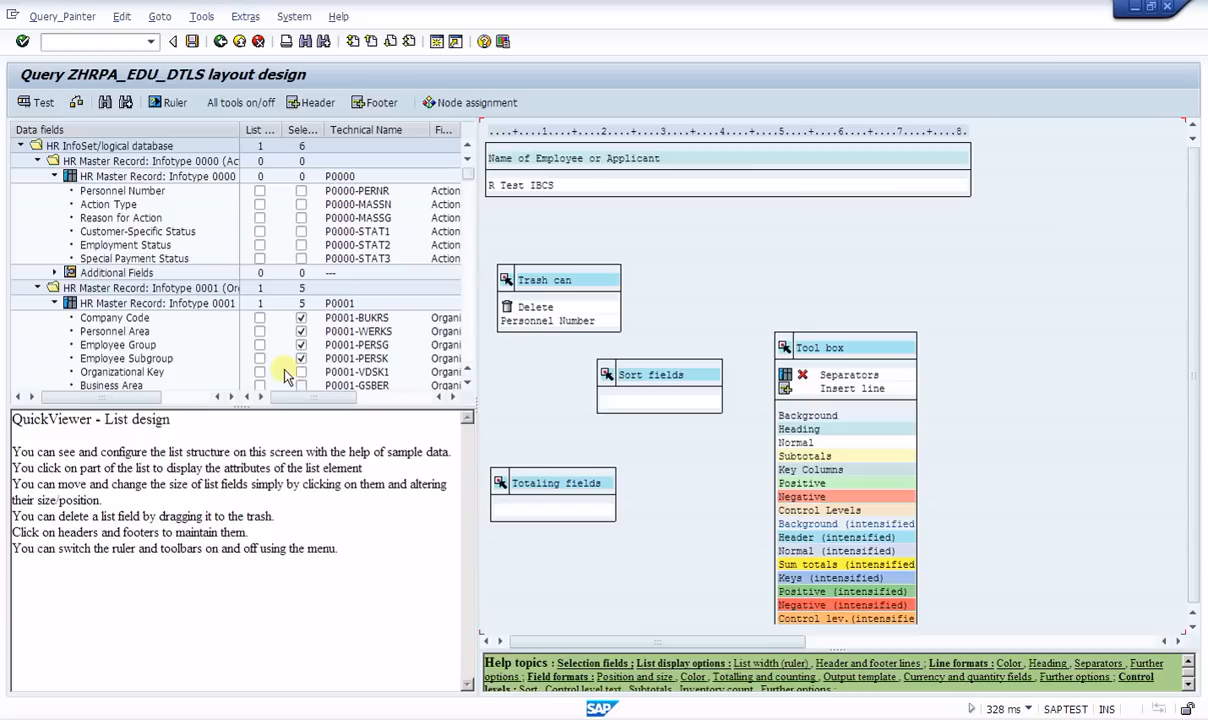 Query_Painter Edit Goto Tools Extras System Help
Query ZHRPA_EDU_DTLS layout design
Test Ruler All tools on/off Header Footer Node assignment
Data fields List ... Sele... Technical Name Fi...
HR InfoSet/logical database 1 6
HR Master Record: Infotype 0000 (Ac 0 0
HR Master Record: Infotype 0000 0 0 P0000
Personnel Number P0000-PERNR Action
Action Type P0000-MASSN Action
Reason for Action P0000-MASSG Action
Customer-Specific Status P0000-STAT1 Action
Employment Status P0000-STAT2 Action
Special Payment Status P0000-STAT3 Action
Additional Fields 0 0 ---
HR Master Record: Infotype 0001 (Or 1 5
HR Master Record: Infotype 0001 1 5 P0001
Company Code P0001-BUKRS Organi
Personnel Area P0001-WERKS Organi
Employee Group P0001-PERSG Organi
Employee Subgroup P0001-PERSK Organi
Organizational Key P0001-VDSK1 Organi
Business Area P0001-GSBER Organi
QuickViewer - List design
You can see and configure the list structure on this screen with the help of sample data.
You click on part of the list to display the attributes of the list element
You can move and change the size of list fields simply by clicking on them and altering
their size/position.
You can delete a list field by dragging it to the trash.
Click on headers and footers to maintain them.
You can switch the ruler and toolbars on and off using the menu.
....+....1....+....2....+....3....+....4....+....5....+....6....+....7....+....8.
Name of Employee or Applicant
R Test IBCS
Trash can
Delete
Personnel Number
Sort fields
Totaling fields
Tool box
Separators
Insert line
Background
Heading
Normal
Subtotals
Key Columns
Positive
Negative
Control Levels
Background (intensified
Header (intensified)
Normal (intensified)
Sum totals (intensified
Keys (intensified)
Positive (intensified)
Negative (intensified)
Control lev.(intensifie
Help topics : Selection fields ; List display options : List width (ruler) , Header and footer lines ; Line formats : Color , Heading , Separators , Further
options ; Field formats : Position and size , Color , Totalling and counting , Output template , Currency and quantity fields , Further options ; Control
levels : Sort , Control level text , Subtotals , Inventory count , Further options ;
SAP 328 ms SAPTEST INS